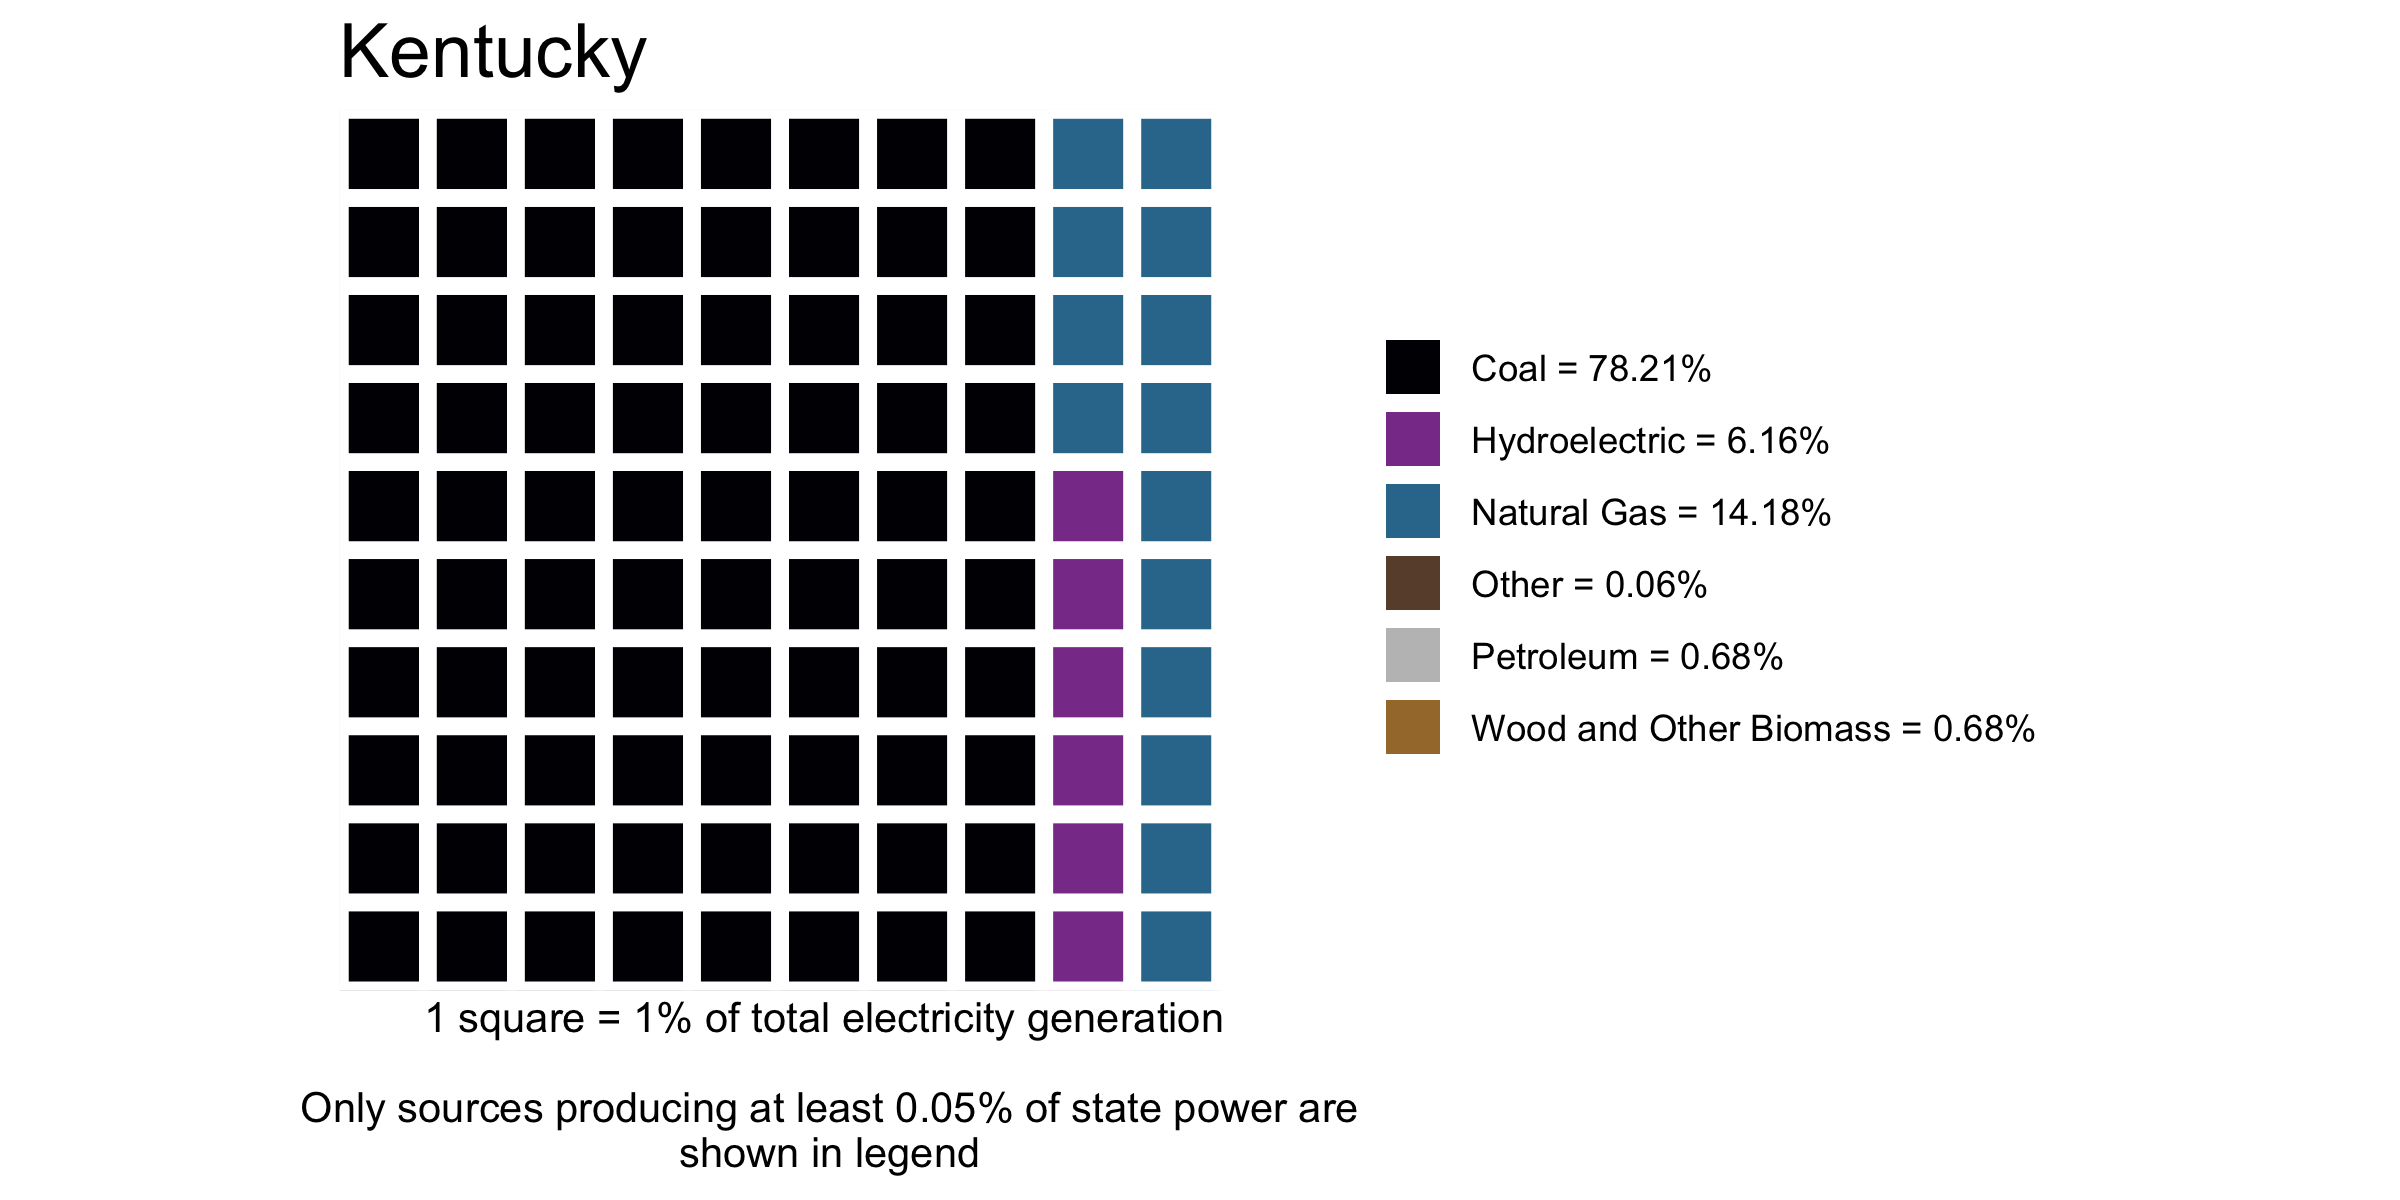 Kentucky
Coal = 78.21%
Hydroelectric = 6.16%
Natural Gas = 14.18%
Other = 0.06%
Petroleum = 0.68%
Wood and Other Biomass = 0.68%
1 square = 1% of total electricity generation
Only sources producing at least 0.05% of state power are
shown in legend